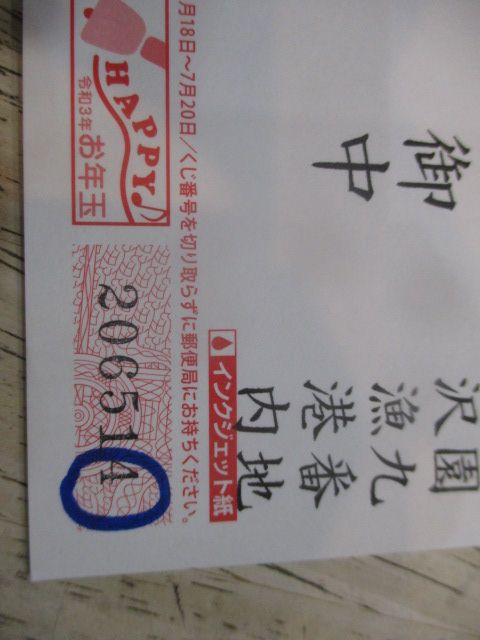 園九番地
沢漁港内
御中
インクジェット紙
月18日～7月20日／くじ番号を切り取らずに郵便局にお持ちください。
HAPPY♪
令和3年お年玉
206514